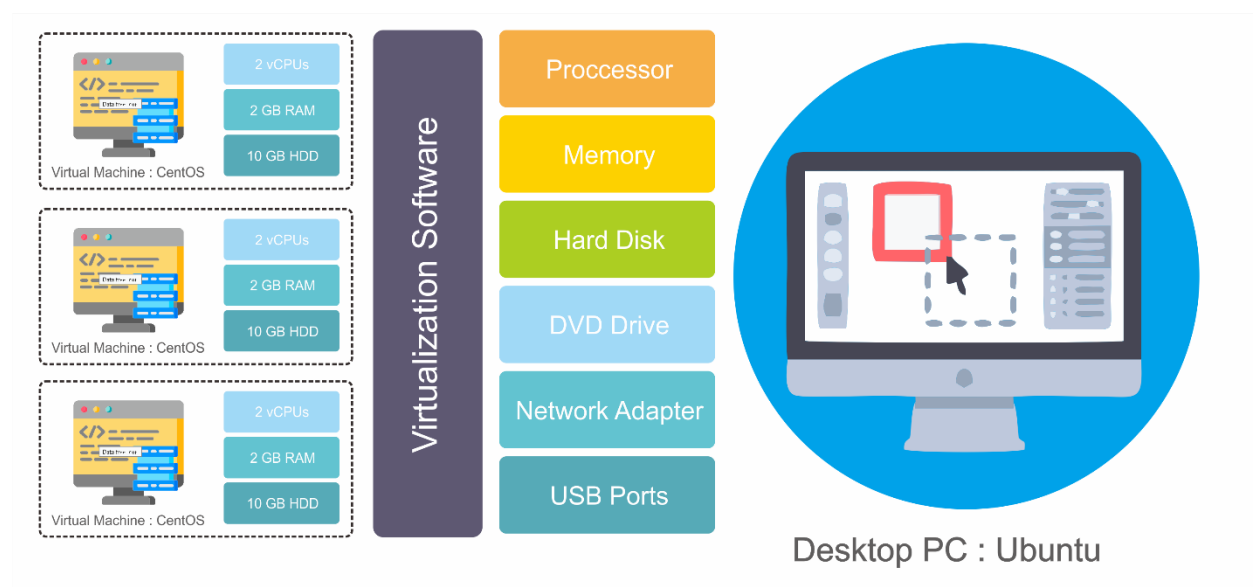 </>
2 vCPUs
2 GB RAM
10 GB HDD
Virtual Machine : CentOS
</>
2 vCPUs
2 GB RAM
10 GB HDD
Virtual Machine : CentOS
</>
2 vCPUs
2 GB RAM
10 GB HDD
Virtual Machine : CentOS
Virtualization Software
Proccessor
Memory
Hard Disk
DVD Drive
Network Adapter
USB Ports
Desktop PC : Ubuntu